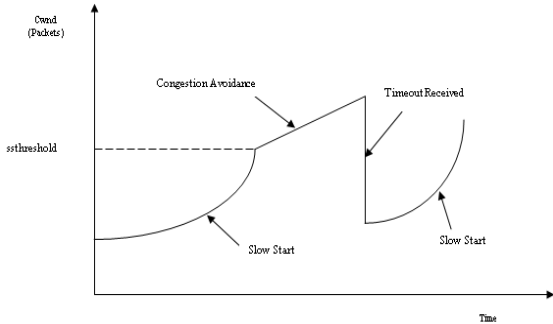 Cwnd
(Packets)
Congestion Avoidance
Timeout Received
ssthreshold
Slow Start
Slow Start
Time